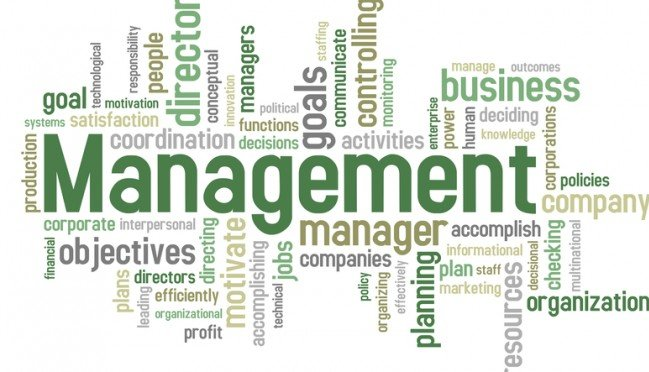 director
people
responsibility
technological
goal
motivation
systems
satisfaction
conceptual
innovation
managers
political
functions
decisions
coordination
goals
staffing
communicate
controlling
monitoring
activities
manage
outcomes
business
enterprise
power
human
deciding
knowledge
corporations
production
Management
policies
company
corporate
interpersonal
manager
accomplish
financial
objectives
directing
motivate
accomplishing
jobs
companies
informational
checking
multinational
decisional
directors
plans
leading
efficiently
organizational
profit
technical
policy
organizing
effectively
planning
plan
staff
marketing
resources
organization